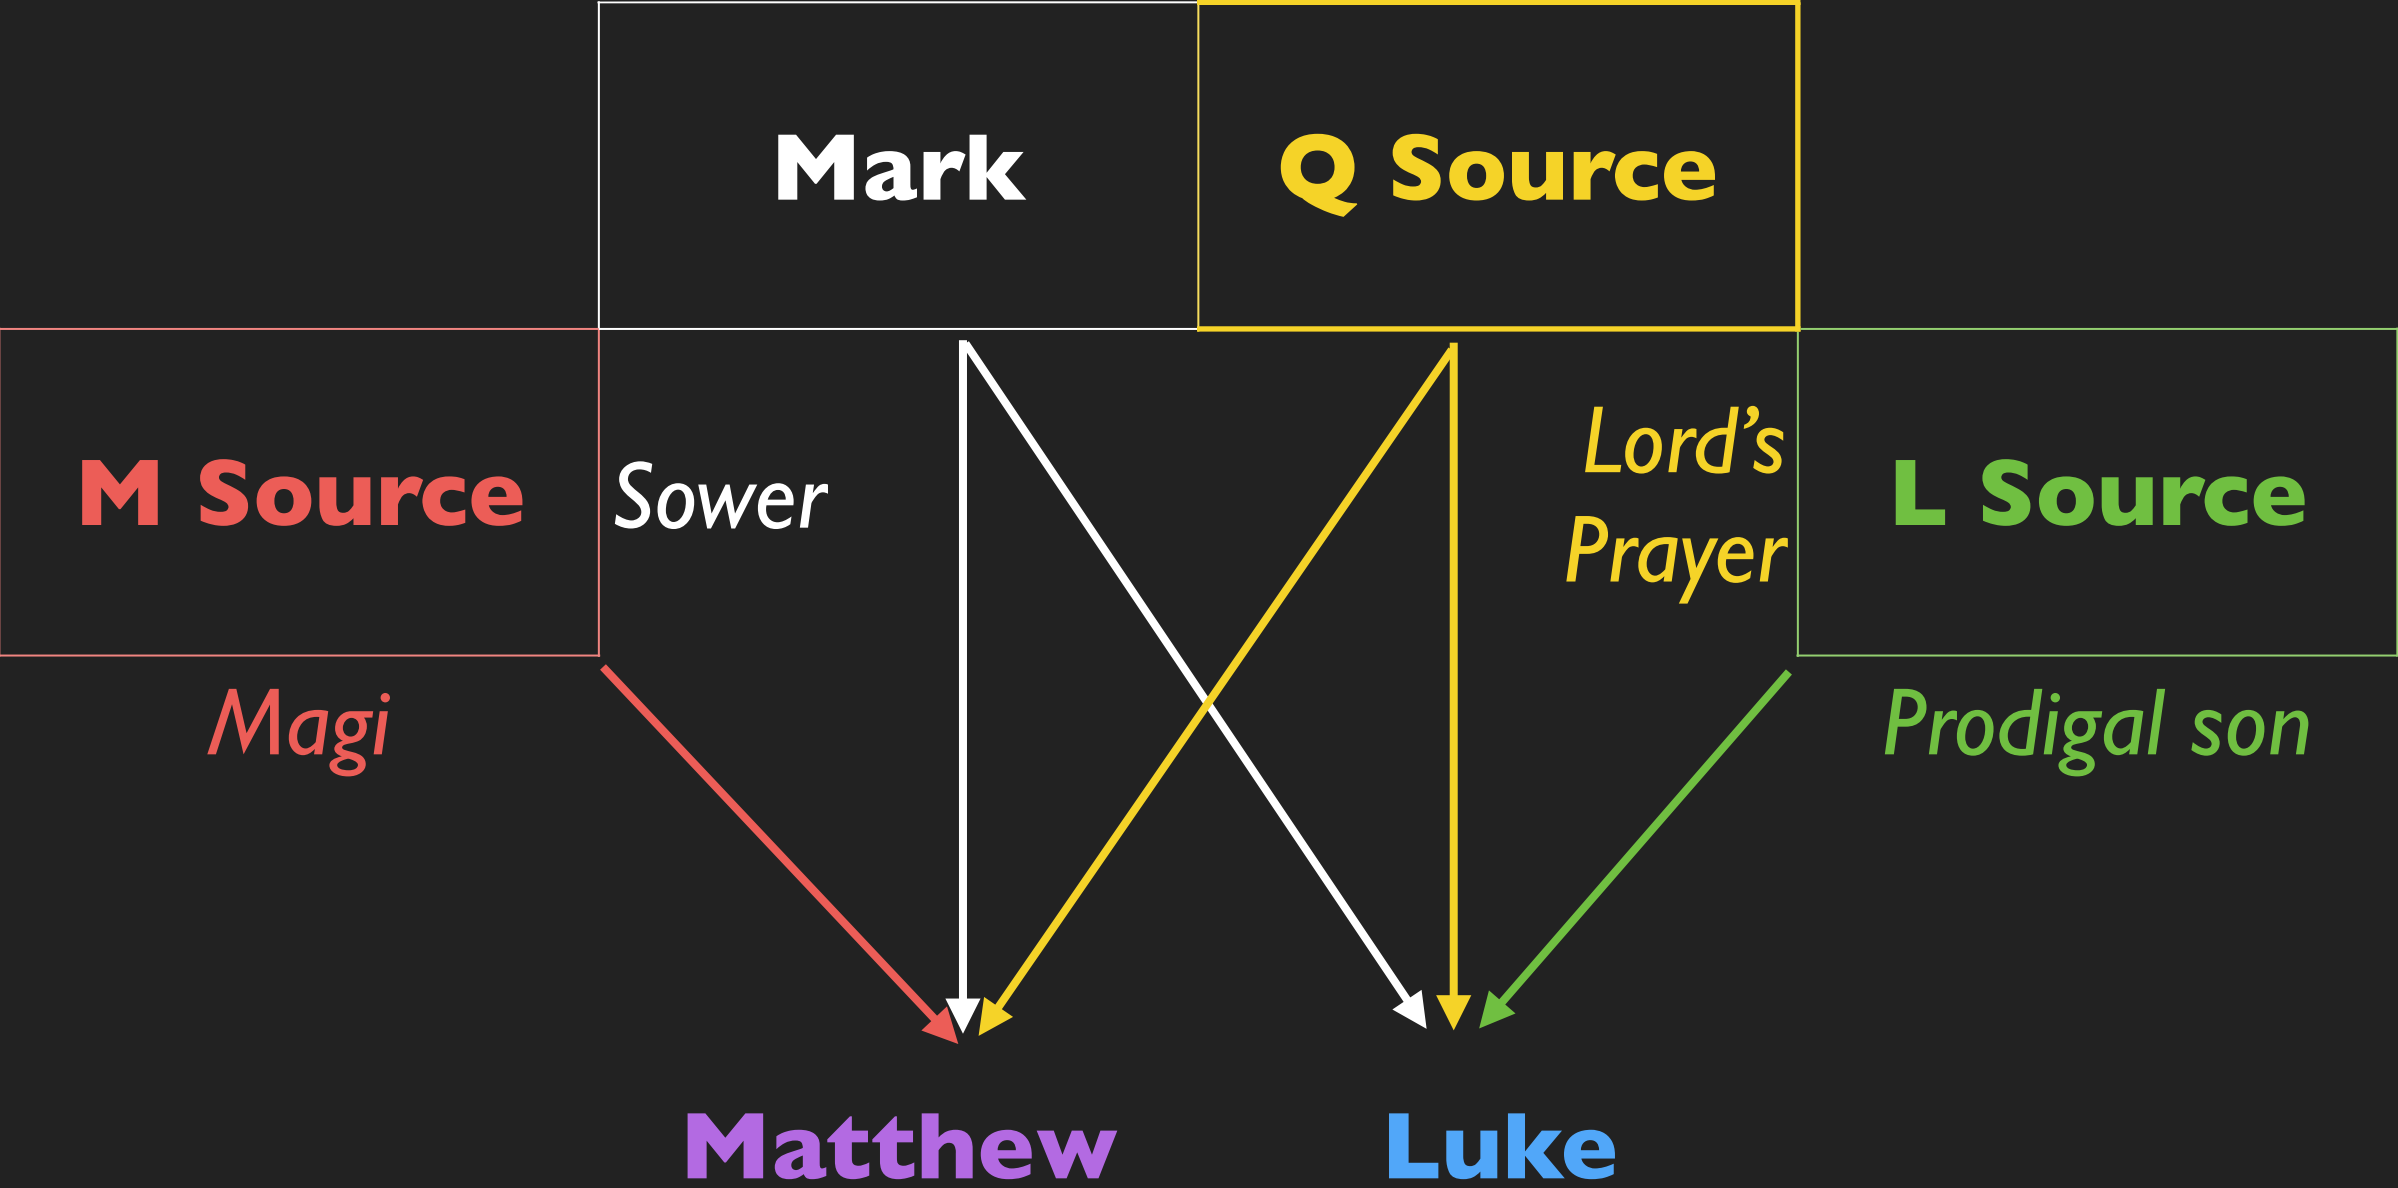 Mark
Q Source
M Source
Sower
Lord’s
Prayer
L Source
Magi
Prodigal son
Matthew
Luke